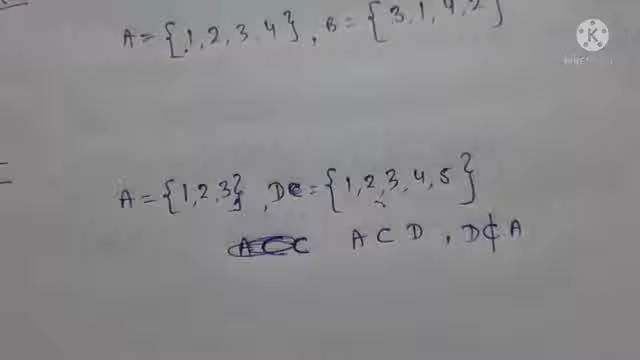 A = {1, 2, 3, 4}, B = {3, 1, 4, 2}
A = {1, 2, 3}, D = {1, 2, 3, 4, 5}
A ⊂ D, D ⊄ A